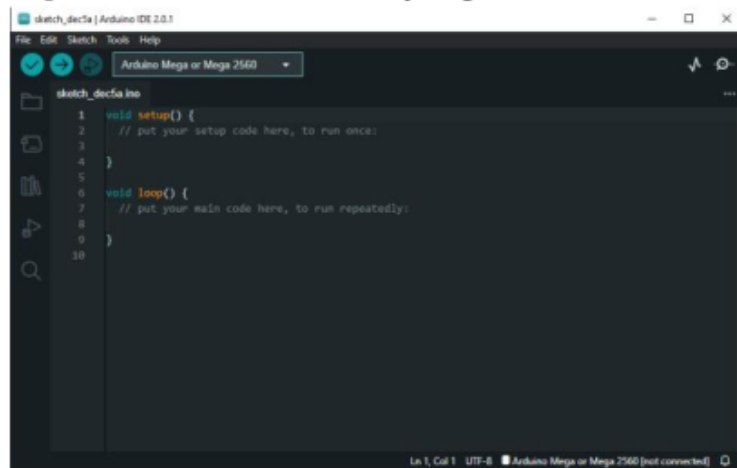 sketch_dec5a | Arduino IDE 2.0.1
File Edit Sketch Tools Help
Arduino Mega or Mega 2560
sketch_dec5a.ino
1 void setup() {
2 // put your setup code here, to run once:
3
4 }
5
6 void loop() {
7 // put your main code here, to run repeatedly:
8
9 }
10
Ln 1, Col 1 UTF-8 Arduino Mega or Mega 2560 [not connected]